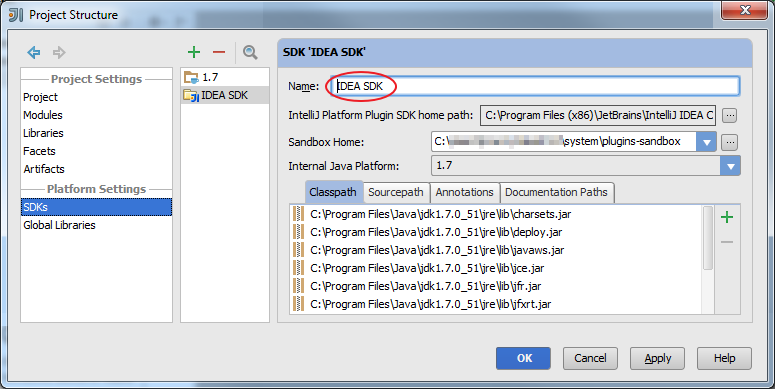 Project Structure
Project Settings
Project
Modules
Libraries
Facets
Artifacts
Platform Settings
SDKs
Global Libraries
1.7
IDEA SDK
SDK 'IDEA SDK'
Name: IDEA SDK
IntelliJ Platform Plugin SDK home path: C:\Program Files (x86)\JetBrains\IntelliJ IDEA C
Sandbox Home: C:\ \system\plugins-sandbox
Internal Java Platform: 1.7
Classpath Sourcepath Annotations Documentation Paths
C:\Program Files\Java\jdk1.7.0_51\jre\lib\charsets.jar
C:\Program Files\Java\jdk1.7.0_51\jre\lib\deploy.jar
C:\Program Files\Java\jdk1.7.0_51\jre\lib\javaws.jar
C:\Program Files\Java\jdk1.7.0_51\jre\lib\jce.jar
C:\Program Files\Java\jdk1.7.0_51\jre\lib\jfr.jar
C:\Program Files\Java\jdk1.7.0_51\jre\lib\jfxrt.jar
OK Cancel Apply Help